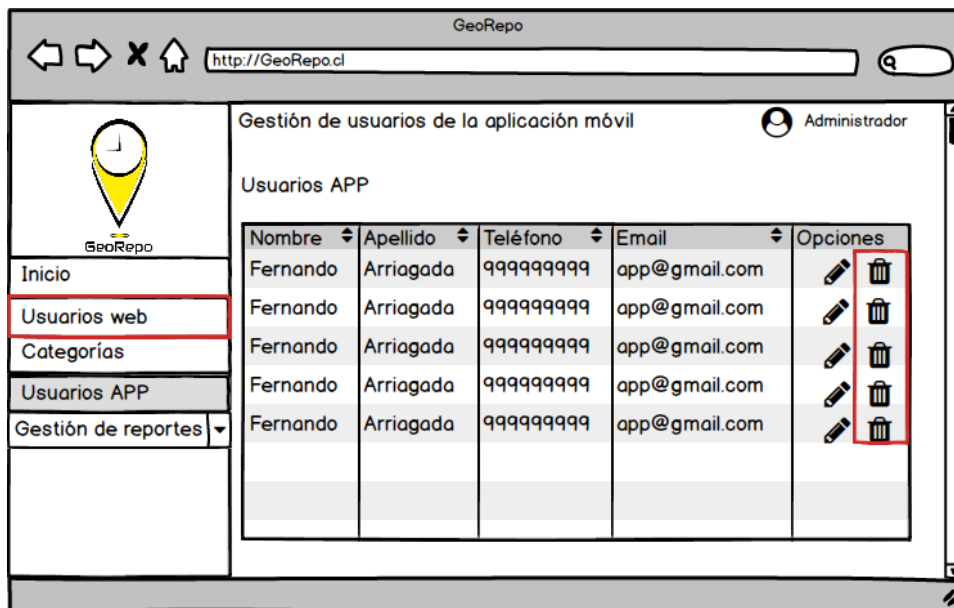 GeoRepo
http://GeoRepo.cl
GeoRepo
Inicio
Usuarios web
Categorías
Usuarios APP
Gestión de reportes
Gestión de usuarios de la aplicación móvil
Administrador
Usuarios APP
Nombre Apellido Teléfono Email Opciones
Fernando Arriagada 999999999 app@gmail.com
Fernando Arriagada 999999999 app@gmail.com
Fernando Arriagada 999999999 app@gmail.com
Fernando Arriagada 999999999 app@gmail.com
Fernando Arriagada 999999999 app@gmail.com